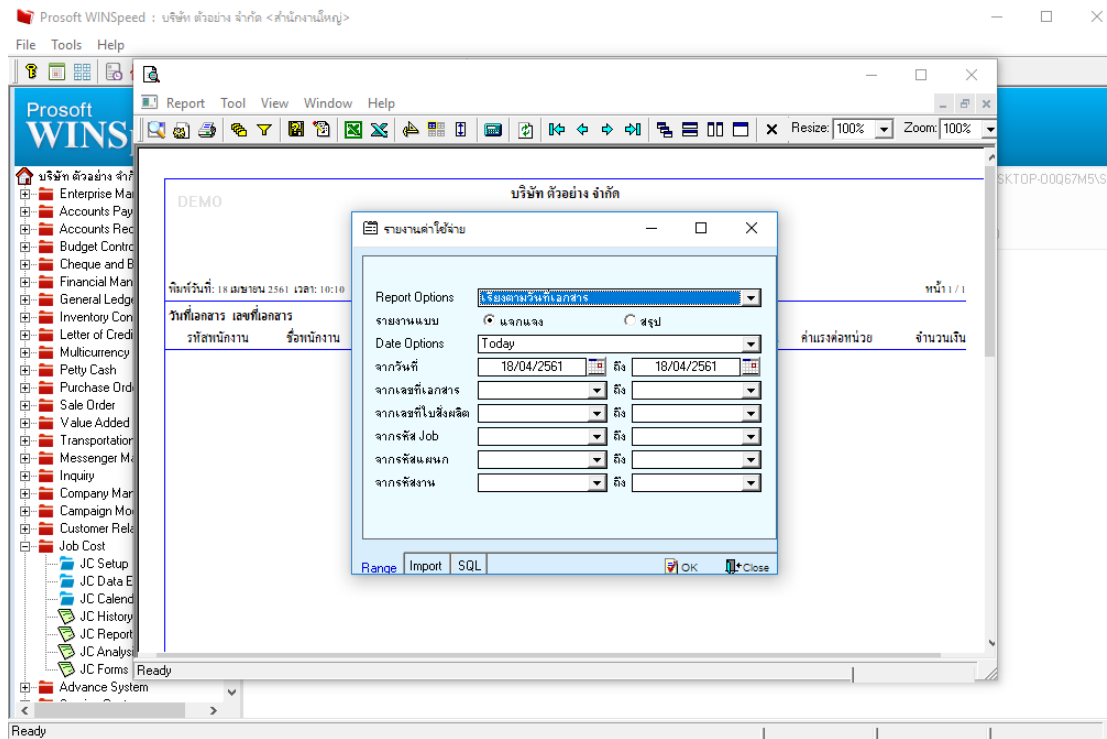 Prosoft WINSpeed : บริษัท ตัวอย่าง จำกัด <สำนักงานใหญ่>
File Tools Help
Report Tool View Window Help
Resize: 100% Zoom: 100%
Prosoft
WINS
บริษัท ตัวอย่าง
Enterprise Mar
Accounts Pay
Accounts Rec
Budget Contro
Cheque and B
Financial Man
General Ledge
Inventory Con
Letter of Credi
Multicurrency
Petty Cash
Purchase Orde
Sale Order
Value Added
Transportation
Messenger Ma
Inquiry
Company Mar
Campaign Mo
Customer Rela
Job Cost
JC Setup
JC Data E
JC Calend
JC History
JC Report
JC Analys
JC Forms
Advance System
SKTOP-OOQ67M5\S
DEMO
บริษัท ตัวอย่าง จำกัด
พิมพ์วันที่: 18 เมษายน 2561 เวลา: 10:10
หน้า 1 / 1
วันที่เอกสาร เลขที่เอกสาร
รหัสพนักงาน ชื่อพนักงาน ค่าแรงต่อหน่วย จำนวนเงิน
รายงานค่าใช้จ่าย
Report Options เรียงตามวันที่เอกสาร
รายงานแบบ แจกแจง สรุป
Date Options Today
จากวันที่ 18/04/2561 ถึง 18/04/2561
จากเลขที่เอกสาร ถึง
จากเลขที่ใบสั่งผลิต ถึง
จากรหัส Job ถึง
จากรหัสแผนก ถึง
จากรหัสงาน ถึง
Range Import SQL OK Close
Ready
Ready